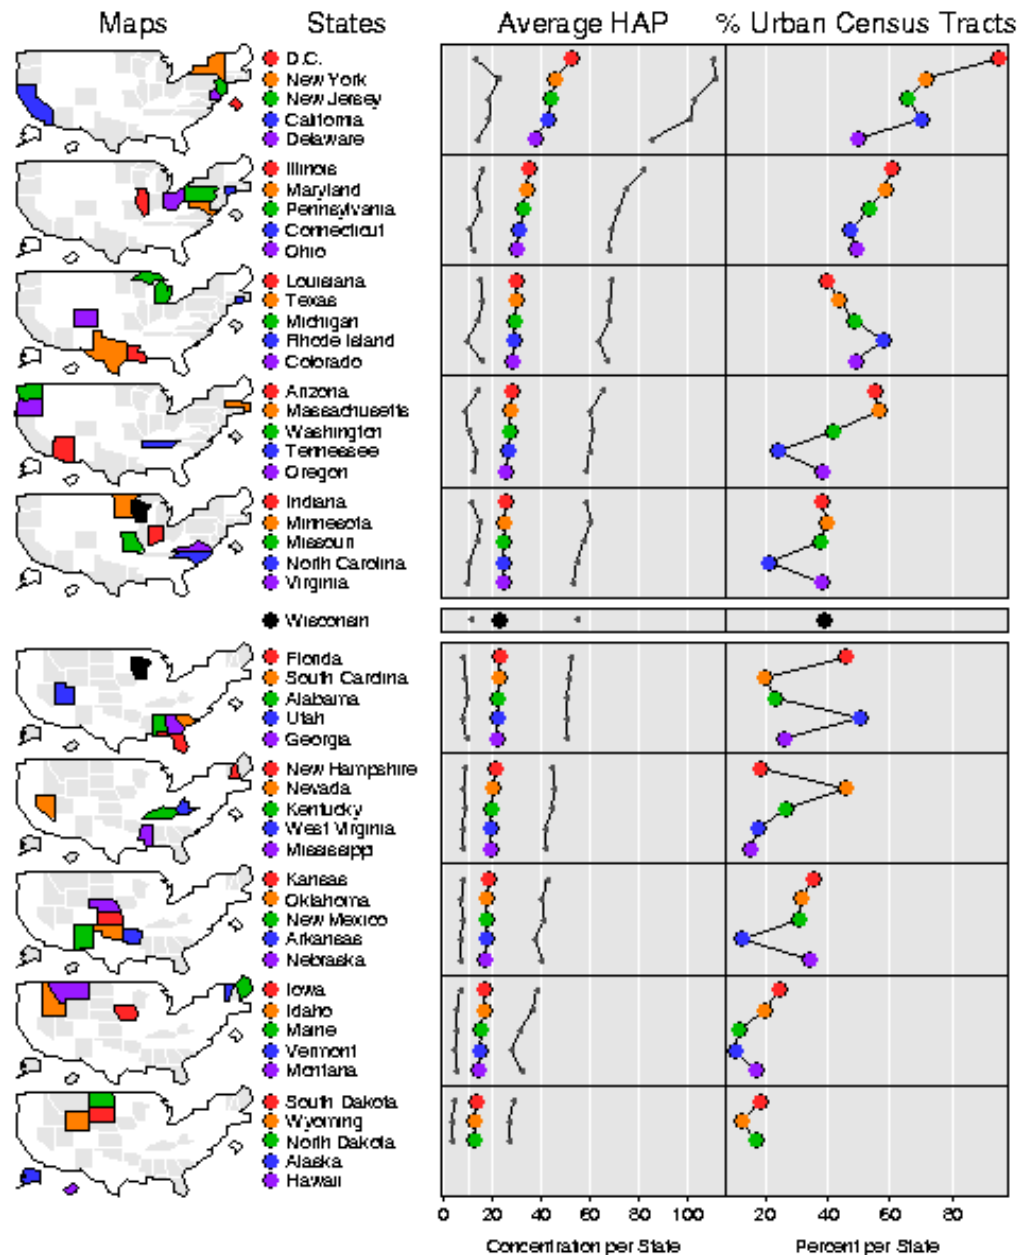 Maps States Average HAP % Urban Census Tracts
D.C.
New York
New Jersey
California
Delaware
Illinois
Maryland
Pennsylvania
Connecticut
Ohio
Louisiana
Texas
Michigan
Rhode Island
Colorado
Arizona
Massachusetts
Washington
Tennessee
Oregon
Indiana
Minnesota
Missouri
North Carolina
Virginia
Wisconsin
Florida
South Carolina
Alabama
Utah
Georgia
New Hampshire
Nevada
Kentucky
West Virginia
Mississippi
Kansas
Oklahoma
New Mexico
Arkansas
Nebraska
Iowa
Idaho
Maine
Vermont
Montana
South Dakota
Wyoming
North Dakota
Alaska
Hawaii
0 20 40 60 80 100 20 40 60 80
Concentration per State Percent per State